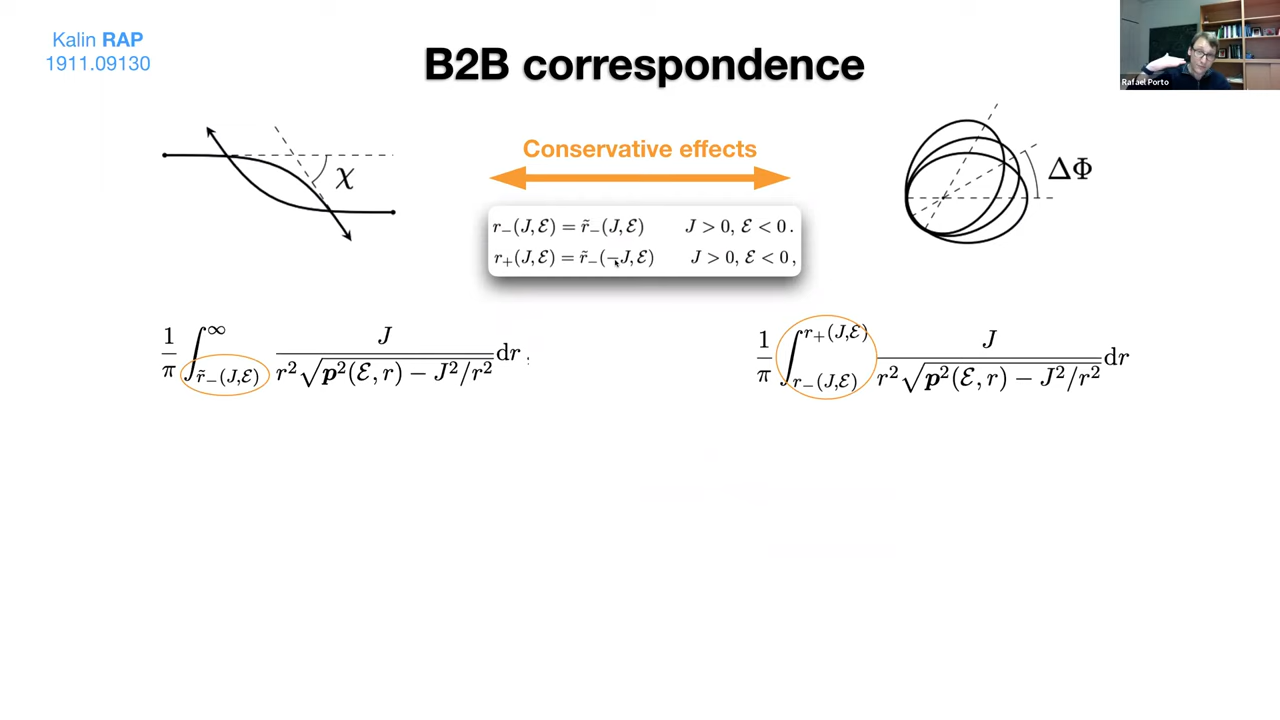 Kalin RAP
1911.09130
B2B correspondence
Rafael Porto
Conservative effects
χ
ΔΦ
r₋(J,ℰ) = r̃₋(J,ℰ) J > 0, ℰ < 0 .
r₊(J,ℰ) = r̃₋(−J,ℰ) J > 0, ℰ < 0 ,
1/π ∫_{r̃₋(J,ℰ)}^{∞} J / (r²√(p²(ℰ,r) − J²/r²)) dr
1/π ∫_{r₋(J,ℰ)}^{r₊(J,ℰ)} J / (r²√(p²(ℰ,r) − J²/r²)) dr